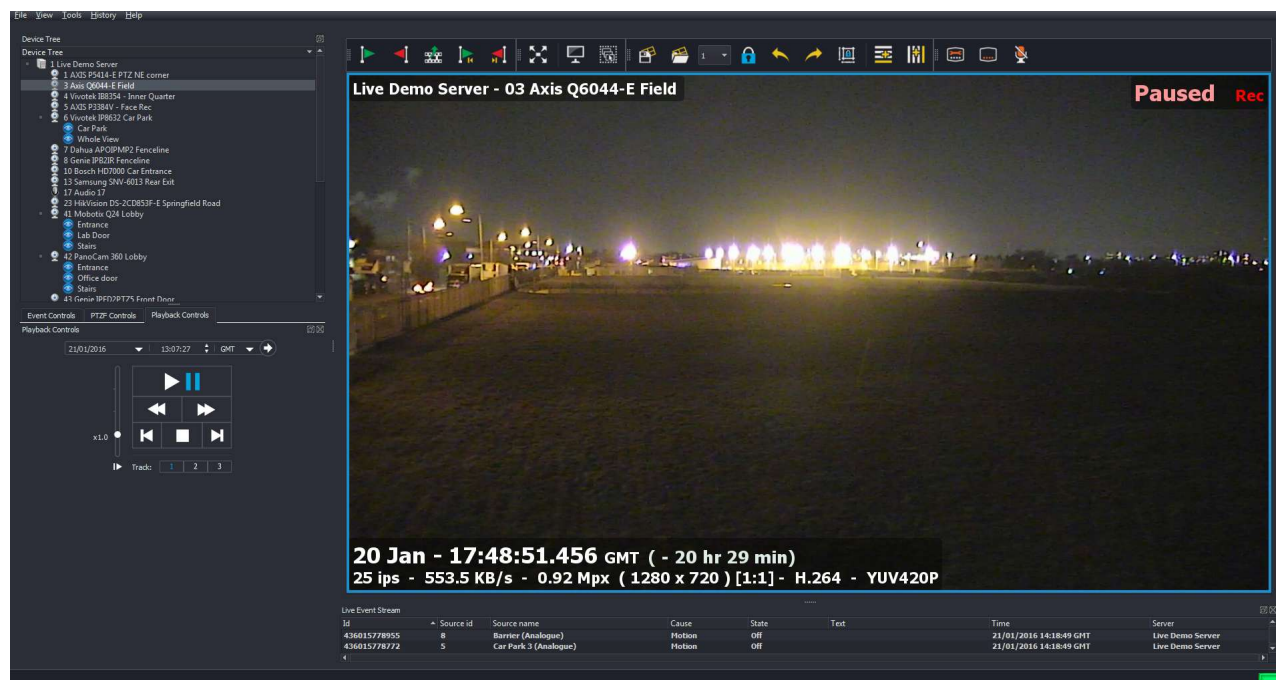 File View Tools History Help
Device Tree
Device Tree
1 Live Demo Server
1 AXIS P5414-E PTZ NE corner
3 Axis Q6044-E Field
4 Vivotek IB8354 - Inner Quarter
5 AXIS P3384V - Face Rec
6 Vivotek IP8632 Car Park
Car Park
Whole View
7 Dahua APOIPMP2 Fenceline
8 Genie IPB2IR Fenceline
10 Bosch HD7000 Car Entrance
13 Samsung SNV-6013 Rear Exit
17 Audio 17
23 HikVision DS-2CD853F-E Springfield Road
41 Mobotix Q24 Lobby
Entrance
Lab Door
Stairs
42 PanoCam 360 Lobby
Entrance
Office door
Stairs
43 Genie IPFD2PTZ5 Front Door
Event Controls PTZF Controls Playback Controls
Playback Controls
21/01/2016 13:07:27 GMT
x1.0
Track: 1 2 3
1
Live Demo Server - 03 Axis Q6044-E Field
Paused Rec
20 Jan - 17:48:51.456 GMT ( - 20 hr 29 min)
25 ips - 553.5 KB/s - 0.92 Mpx ( 1280 x 720 ) [1:1] - H.264 - YUV420P
Live Event Stream
Id Source id Source name Cause State Text Time Server
436015778955 8 Barrier (Analogue) Motion Off 21/01/2016 14:18:49 GMT Live Demo Server
436015778772 5 Car Park 3 (Analogue) Motion Off 21/01/2016 14:18:49 GMT Live Demo Server